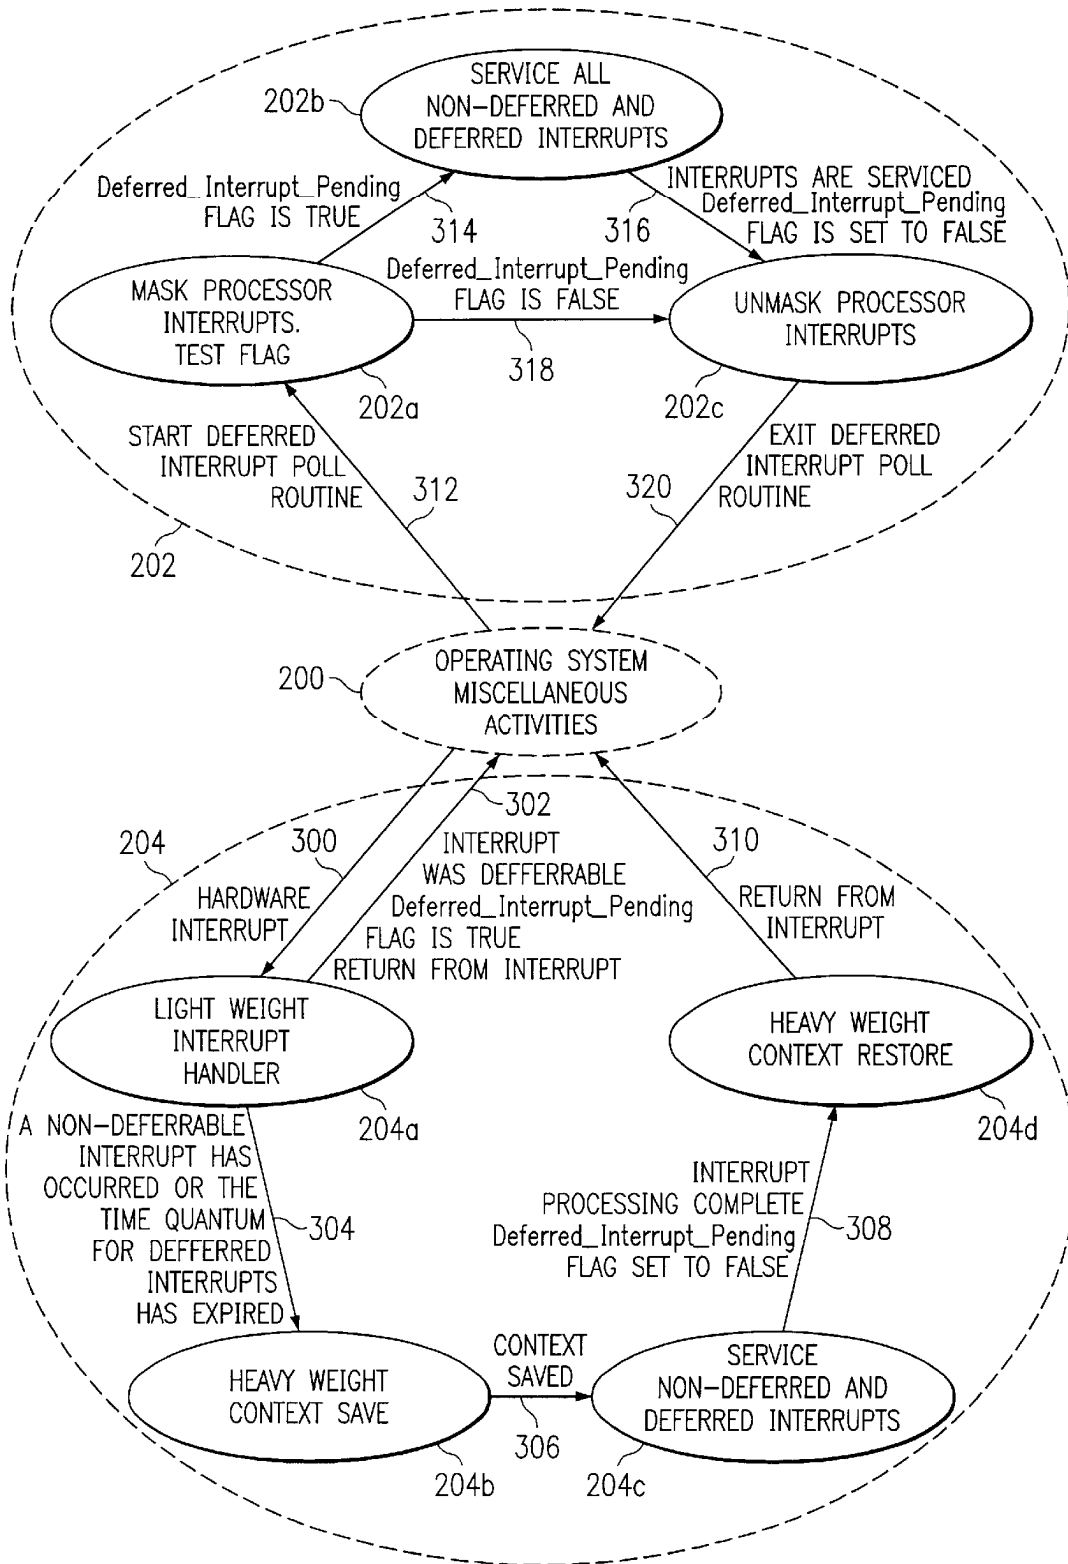 SERVICE ALL
NON-DEFERRED AND
DEFERRED INTERRUPTS
202b
Deferred_Interrupt_Pending
FLAG IS TRUE
314
INTERRUPTS ARE SERVICED
Deferred_Interrupt_Pending
FLAG IS SET TO FALSE
316
Deferred_Interrupt_Pending
FLAG IS FALSE
318
MASK PROCESSOR
INTERRUPTS.
TEST FLAG
202a
UNMASK PROCESSOR
INTERRUPTS
202c
START DEFERRED
INTERRUPT POLL
ROUTINE
312
EXIT DEFERRED
INTERRUPT POLL
ROUTINE
320
202
OPERATING SYSTEM
MISCELLANEOUS
ACTIVITIES
200
204
300
HARDWARE
INTERRUPT
302
INTERRUPT
WAS DEFFERRABLE
Deferred_Interrupt_Pending
FLAG IS TRUE
RETURN FROM INTERRUPT
310
RETURN FROM
INTERRUPT
LIGHT WEIGHT
INTERRUPT
HANDLER
204a
HEAVY WEIGHT
CONTEXT RESTORE
204d
A NON-DEFERRABLE
INTERRUPT HAS
OCCURRED OR THE
TIME QUANTUM
FOR DEFFERRED
INTERRUPTS
HAS EXPIRED
304
INTERRUPT
PROCESSING COMPLETE
Deferred_Interrupt_Pending
FLAG SET TO FALSE
308
HEAVY WEIGHT
CONTEXT SAVE
204b
CONTEXT
SAVED
306
SERVICE
NON-DEFERRED AND
DEFERRED INTERRUPTS
204c